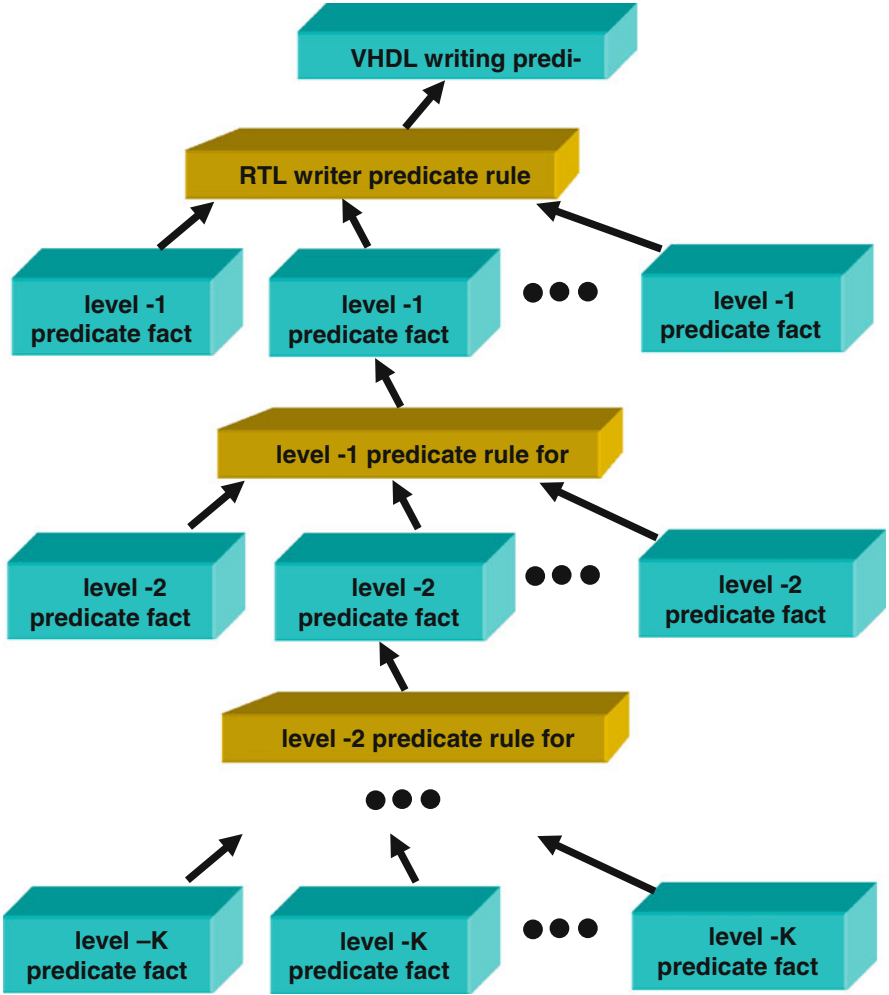 VHDL writing predi-
RTL writer predicate rule
level -1
predicate fact
level -1
predicate fact
level -1
predicate fact
level -1 predicate rule for
level -2
predicate fact
level -2
predicate fact
level -2
predicate fact
level -2 predicate rule for
level –K
predicate fact
level -K
predicate fact
level -K
predicate fact